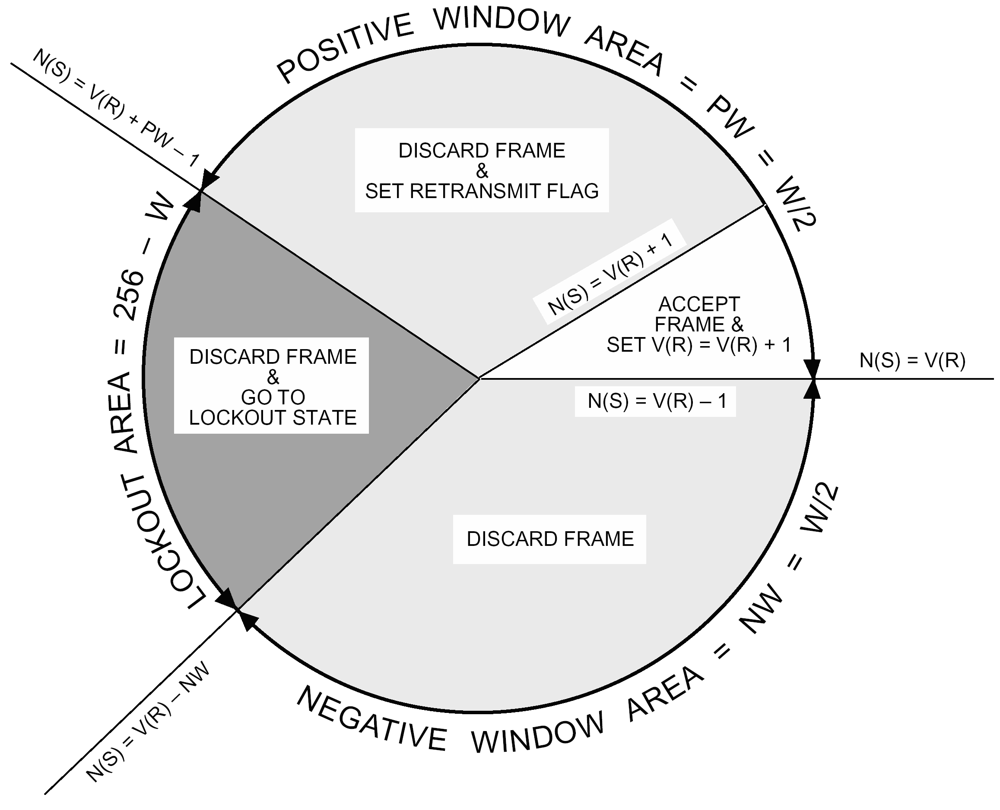 POSITIVE WINDOW AREA = PW = W/2
N(S) = V(R) + PW – 1
DISCARD FRAME
&
SET RETRANSMIT FLAG
N(S) = V(R) + 1
ACCEPT
FRAME &
SET V(R) = V(R) + 1
N(S) = V(R)
N(S) = V(R) – 1
LOCKOUT AREA = 256 – W
DISCARD FRAME
&
GO TO
LOCKOUT STATE
DISCARD FRAME
N(S) = V(R) – NW
NEGATIVE WINDOW AREA = NW = W/2